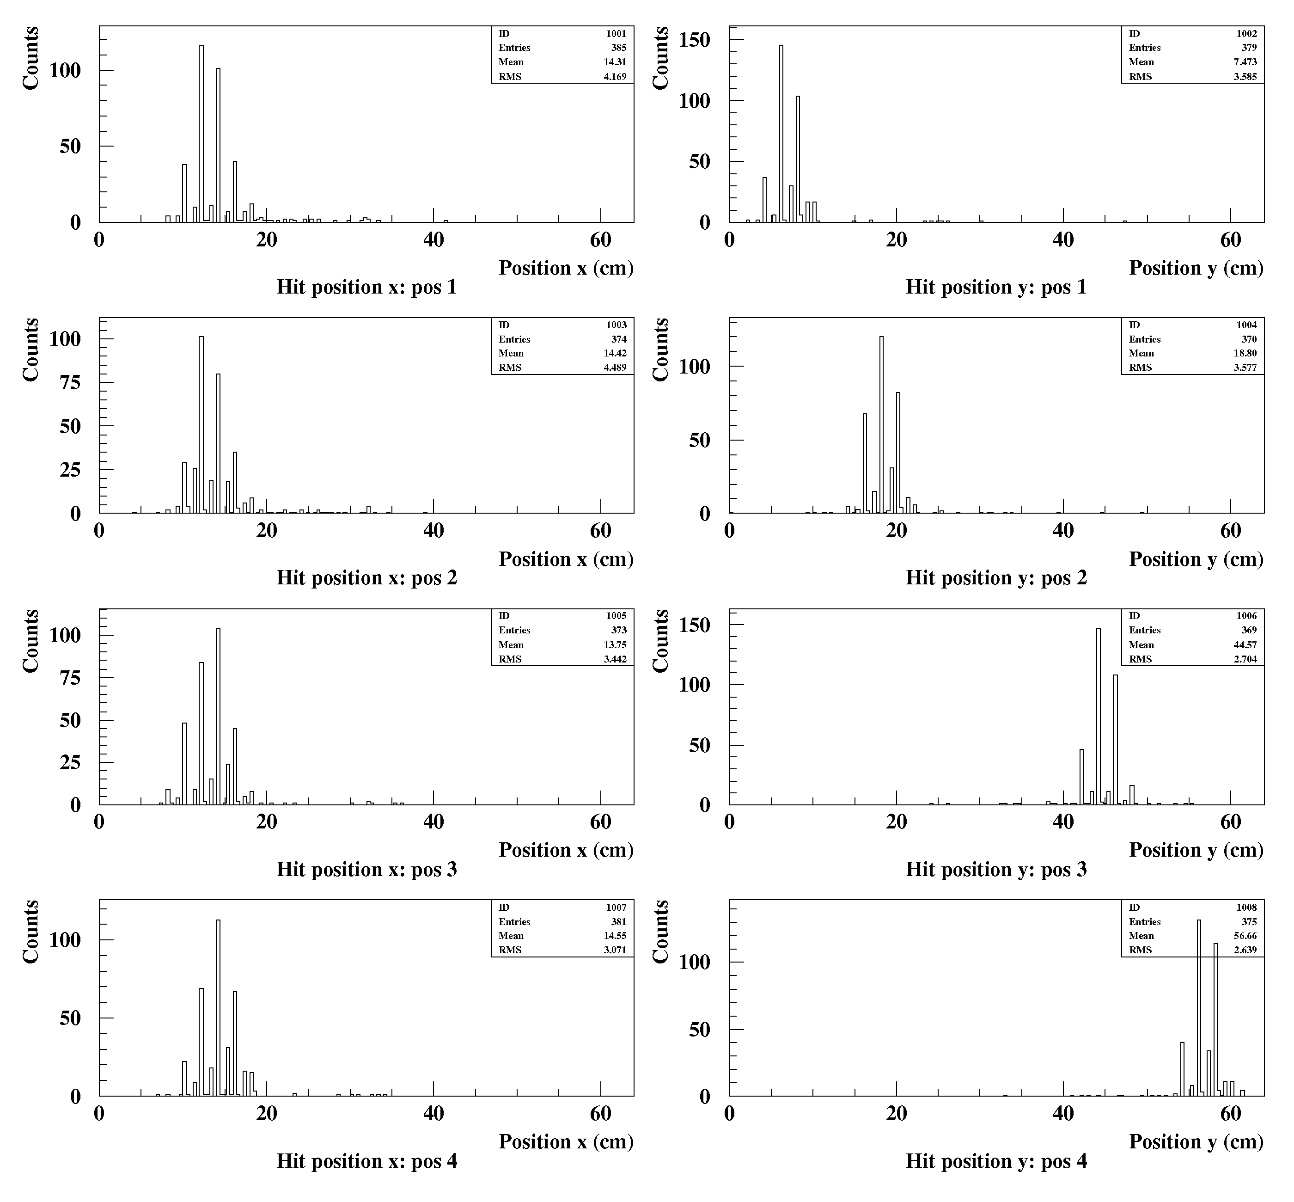 Counts
100
50
0
0 20 40 60
ID 1001
Entries 385
Mean 14.31
RMS 4.169
Position x (cm)
Hit position x: pos 1
Counts
150
100
50
0
0 20 40 60
ID 1002
Entries 379
Mean 7.473
RMS 3.585
Position y (cm)
Hit position y: pos 1
Counts
100
75
50
25
0
0 20 40 60
ID 1003
Entries 374
Mean 14.42
RMS 4.489
Position x (cm)
Hit position x: pos 2
Counts
100
50
0
0 20 40 60
ID 1004
Entries 370
Mean 18.80
RMS 3.577
Position y (cm)
Hit position y: pos 2
Counts
100
75
50
25
0
0 20 40 60
ID 1005
Entries 373
Mean 13.75
RMS 3.442
Position x (cm)
Hit position x: pos 3
Counts
150
100
50
0
0 20 40 60
ID 1006
Entries 369
Mean 44.57
RMS 2.704
Position y (cm)
Hit position y: pos 3
Counts
100
50
0
0 20 40 60
ID 1007
Entries 381
Mean 14.55
RMS 3.071
Position x (cm)
Hit position x: pos 4
Counts
100
50
0
0 20 40 60
ID 1008
Entries 375
Mean 56.66
RMS 2.639
Position y (cm)
Hit position y: pos 4